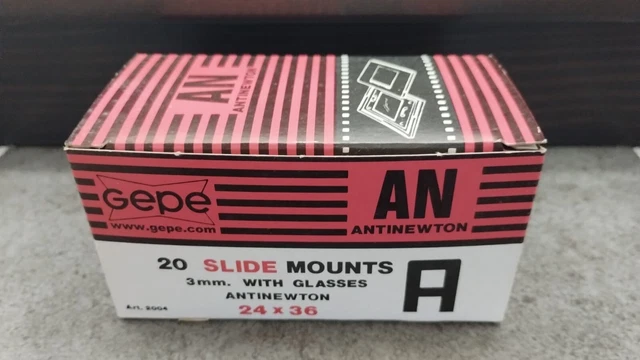 AN
ANTINEWTON
Gepe
www.gepe.com
AN
ANTINEWTON
20 SLIDE MOUNTS
3mm. WITH GLASSES
ANTINEWTON
24 x 36
A
Art. 2004